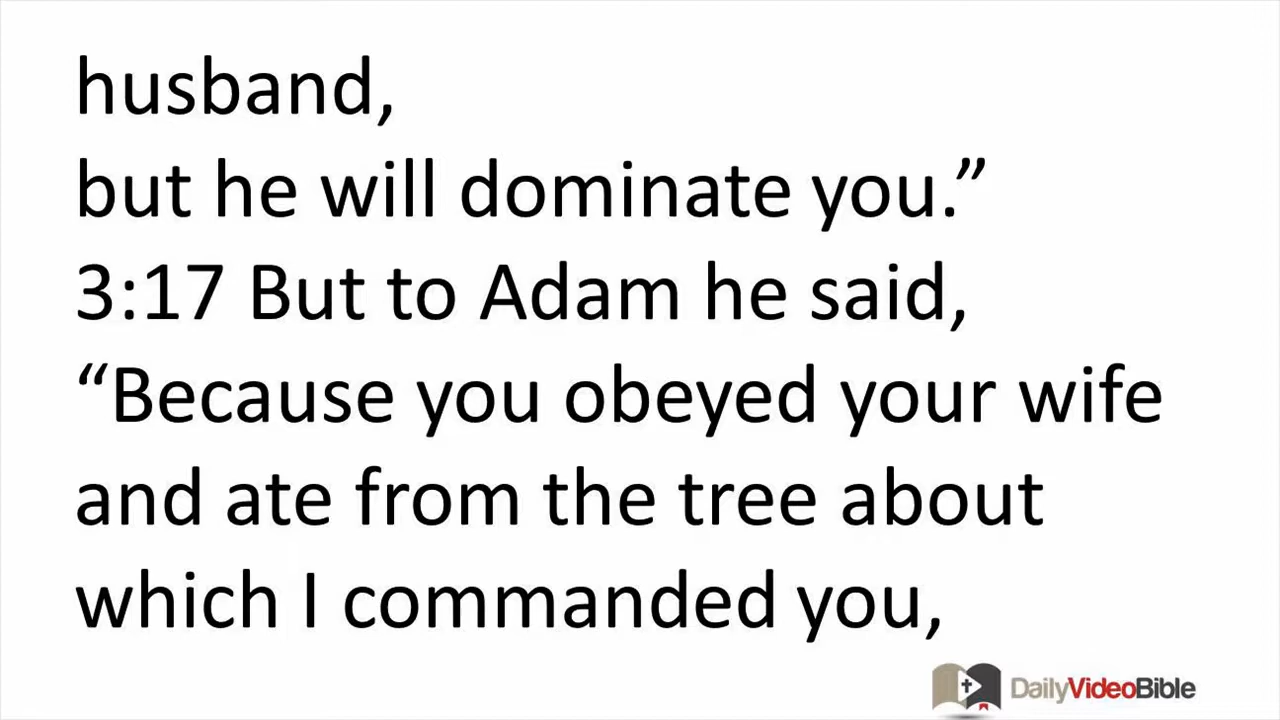 husband,
but he will dominate you.”
3:17 But to Adam he said,
“Because you obeyed your wife
and ate from the tree about
which I commanded you,
DailyVideoBible